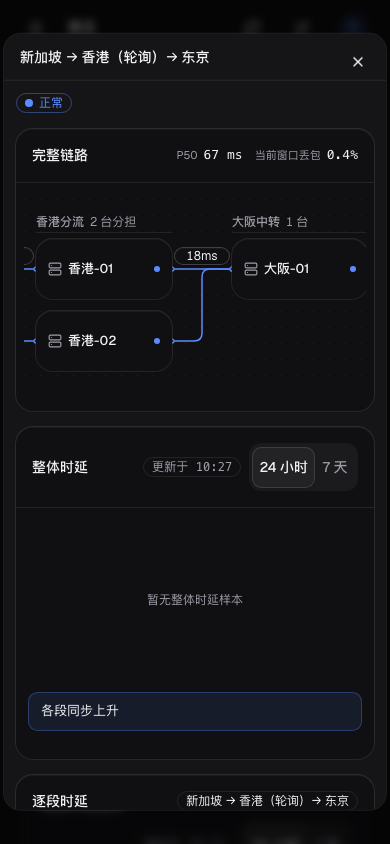 新加坡 → 香港（轮询）→ 东京
正常
完整链路 P50 67 ms 当前窗口丢包 0.4%
香港分流 2 台分担 大阪中转 1 台
18ms
香港-01 大阪-01
香港-02
整体时延 更新于 10:27 24 小时 7 天
暂无整体时延样本
各段同步上升
逐段时延 新加坡 → 香港（轮询）→ 东京